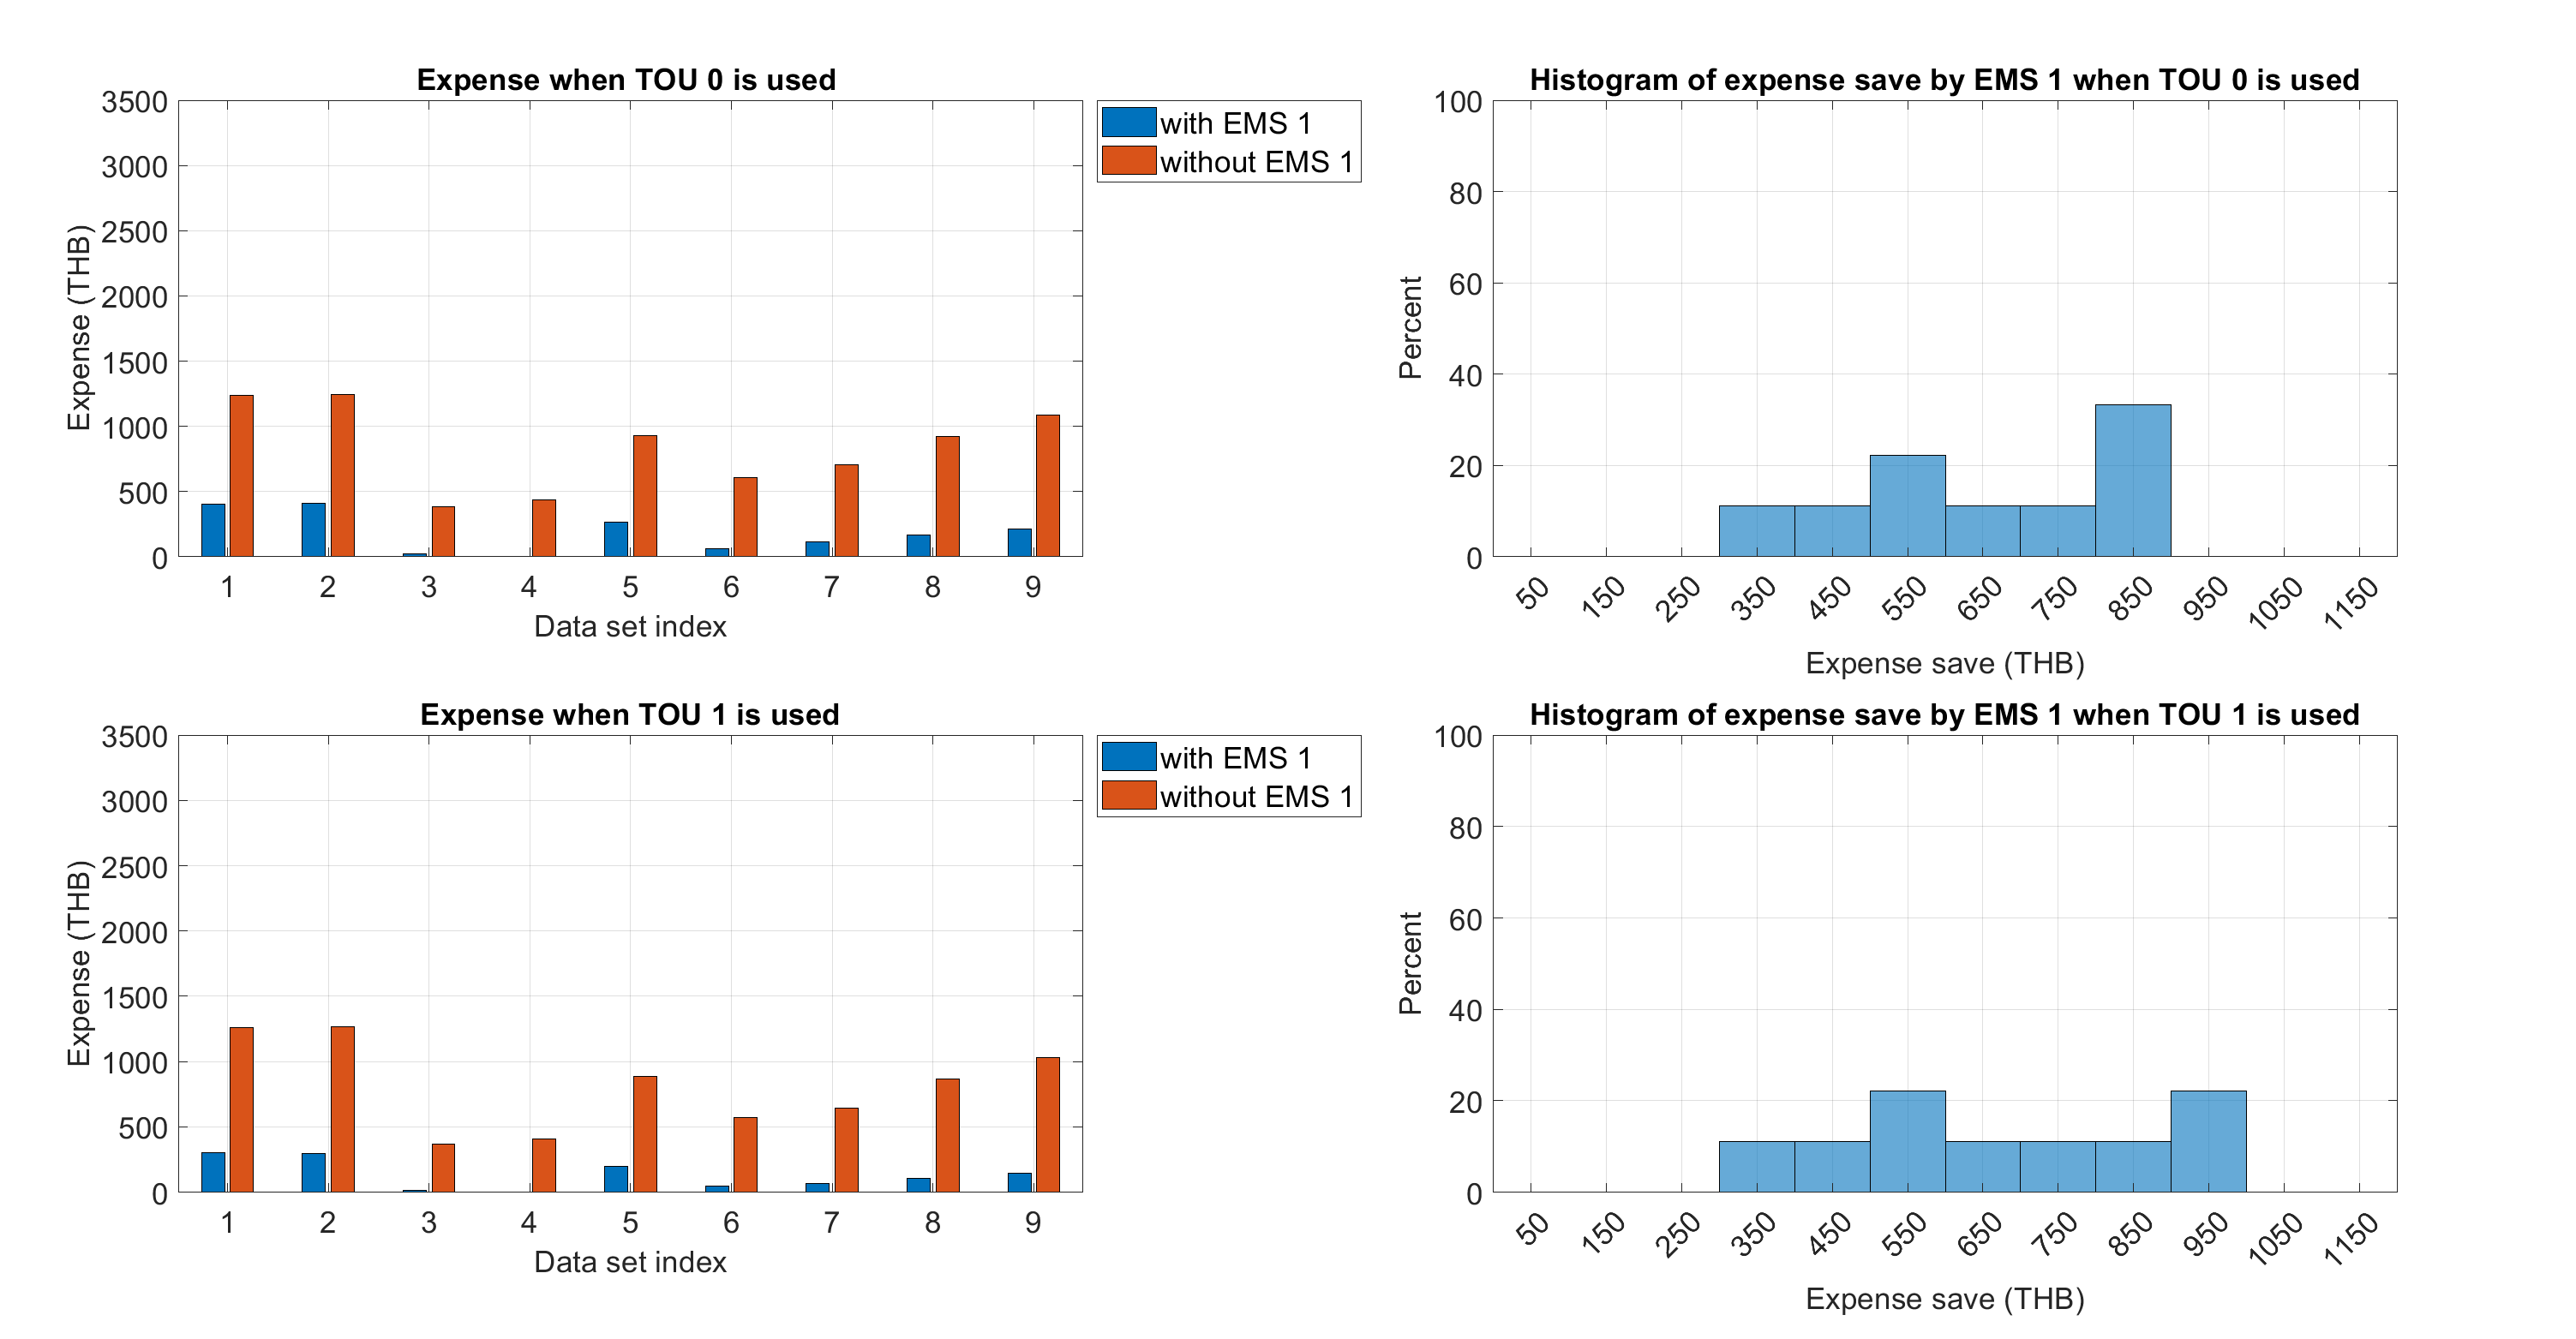 Expense when TOU 0 is used
3500
3000
2500
2000
1500
1000
500
0
Expense (THB)
1 2 3 4 5 6 7 8 9
Data set index
with EMS 1
without EMS 1
Histogram of expense save by EMS 1 when TOU 0 is used
100
80
60
40
20
0
Percent
50 150 250 350 450 550 650 750 850 950 1050 1150
Expense save (THB)
Expense when TOU 1 is used
3500
3000
2500
2000
1500
1000
500
0
Expense (THB)
1 2 3 4 5 6 7 8 9
Data set index
with EMS 1
without EMS 1
Histogram of expense save by EMS 1 when TOU 1 is used
100
80
60
40
20
0
Percent
50 150 250 350 450 550 650 750 850 950 1050 1150
Expense save (THB)